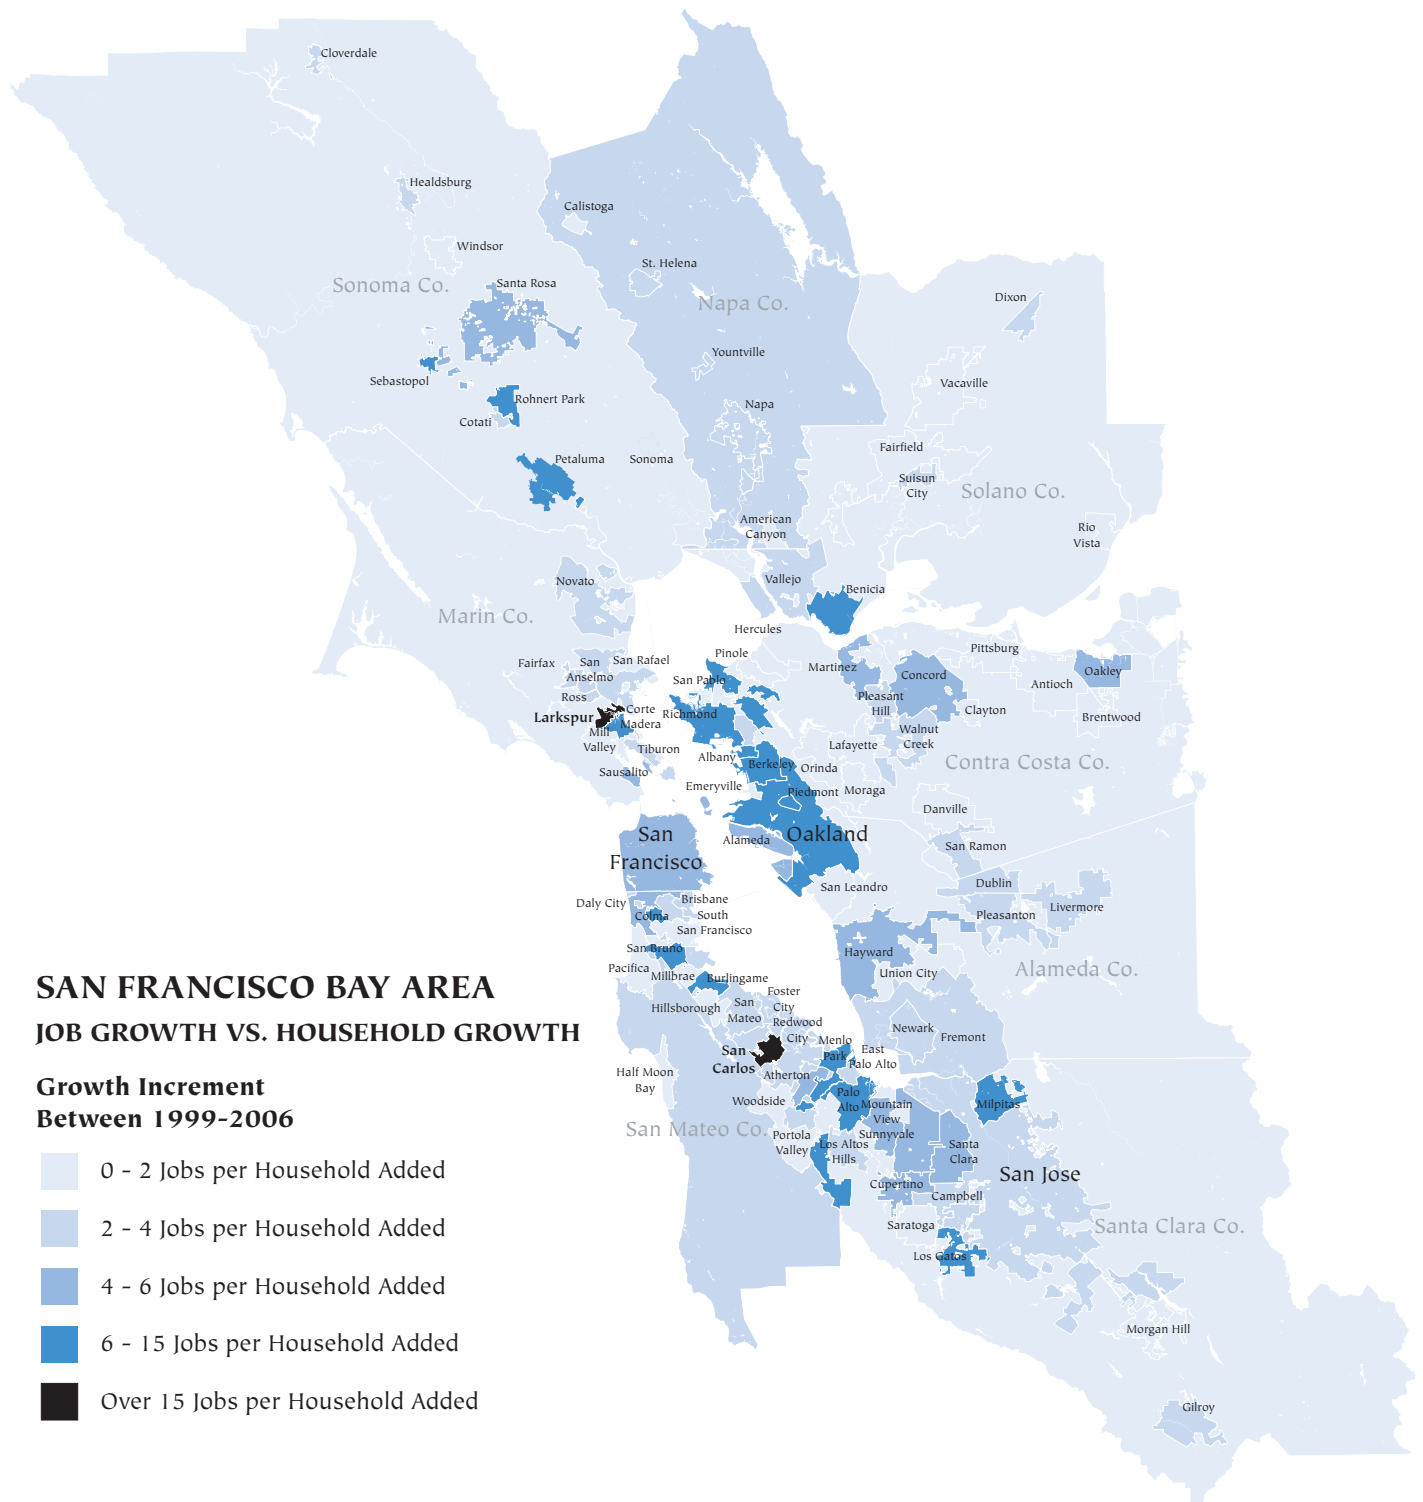 Cloverdale
Healdsburg
Calistoga
Windsor
St. Helena
Santa Rosa
Sonoma Co.
Napa Co.
Dixon
Yountville
Sebastopol
Vacaville
Rohnert Park
Napa
Cotati
Fairfield
Petaluma
Sonoma
Suisun
City
Solano Co.
American
Canyon
Rio
Vista
Novato
Vallejo
Benicia
Marin Co.
Hercules
Pittsburg
Pinole
Fairfax
San
Anselmo
San Rafael
Martinez
Concord
Oakley
San Pablo
Antioch
Ross
Pleasant
Hill
Clayton
Corte
Madera
Richmond
Larkspur
Brentwood
Mill
Valley
Walnut
Creek
Tiburon
Lafayette
Albany
Contra Costa Co.
Sausalito
Berkeley
Orinda
Emeryville
Piedmont
Moraga
Danville
San
Francisco
Alameda
Oakland
San Ramon
San Leandro
Dublin
Daly City
Brisbane
Livermore
Colma
South
San Francisco
Pleasanton
San Bruno
Hayward
Pacifica
Millbrae
Burlingame
Union City
Alameda Co.
SAN FRANCISCO BAY AREA
JOB GROWTH VS. HOUSEHOLD GROWTH
Hillsborough
San
Mateo
Foster
City
Redwood
City
Newark
Fremont
Menlo
Park
San
Carlos
East
Palo Alto
Half Moon
Bay
Atherton
Woodside
Palo
Alto
Mountain
View
Milpitas
San Mateo Co.
Portola
Valley
Sunnyvale
Los Altos
Hills
Santa
Clara
San Jose
Cupertino
Campbell
Saratoga
Santa Clara Co.
Los Gatos
Morgan Hill
Gilroy
Growth Increment
Between 1999-2006
0 - 2 Jobs per Household Added
2 - 4 Jobs per Household Added
4 - 6 Jobs per Household Added
6 - 15 Jobs per Household Added
Over 15 Jobs per Household Added